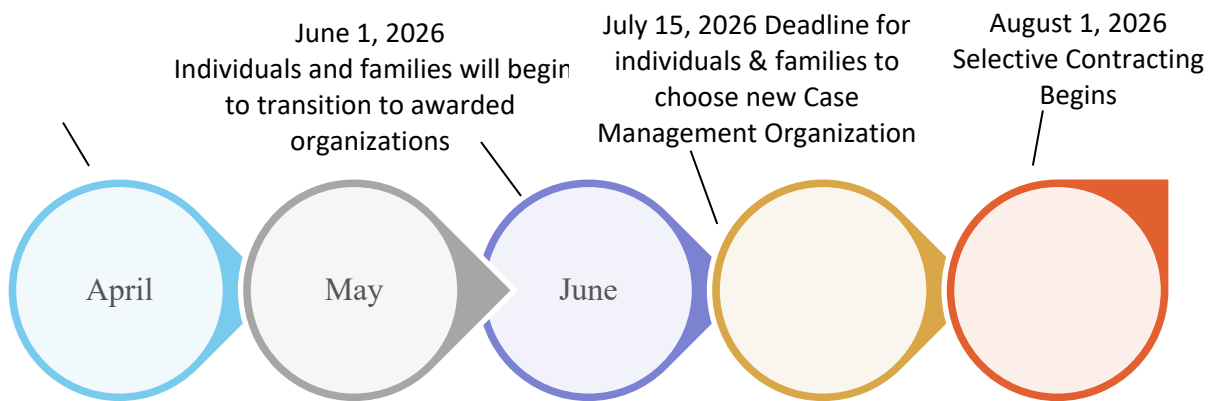 June 1, 2026
Individuals and families will begin
to transition to awarded
organizations
July 15, 2026 Deadline for
individuals & families to
choose new Case
Management Organization
August 1, 2026
Selective Contracting
Begins
April
May
June